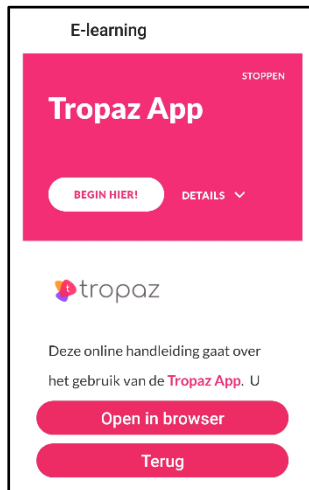 E-learning
STOPPEN
Tropaz App
BEGIN HIER!
DETAILS
t tropaz
Deze online handleiding gaat over
het gebruik van de Tropaz App. U
Open in browser
Terug